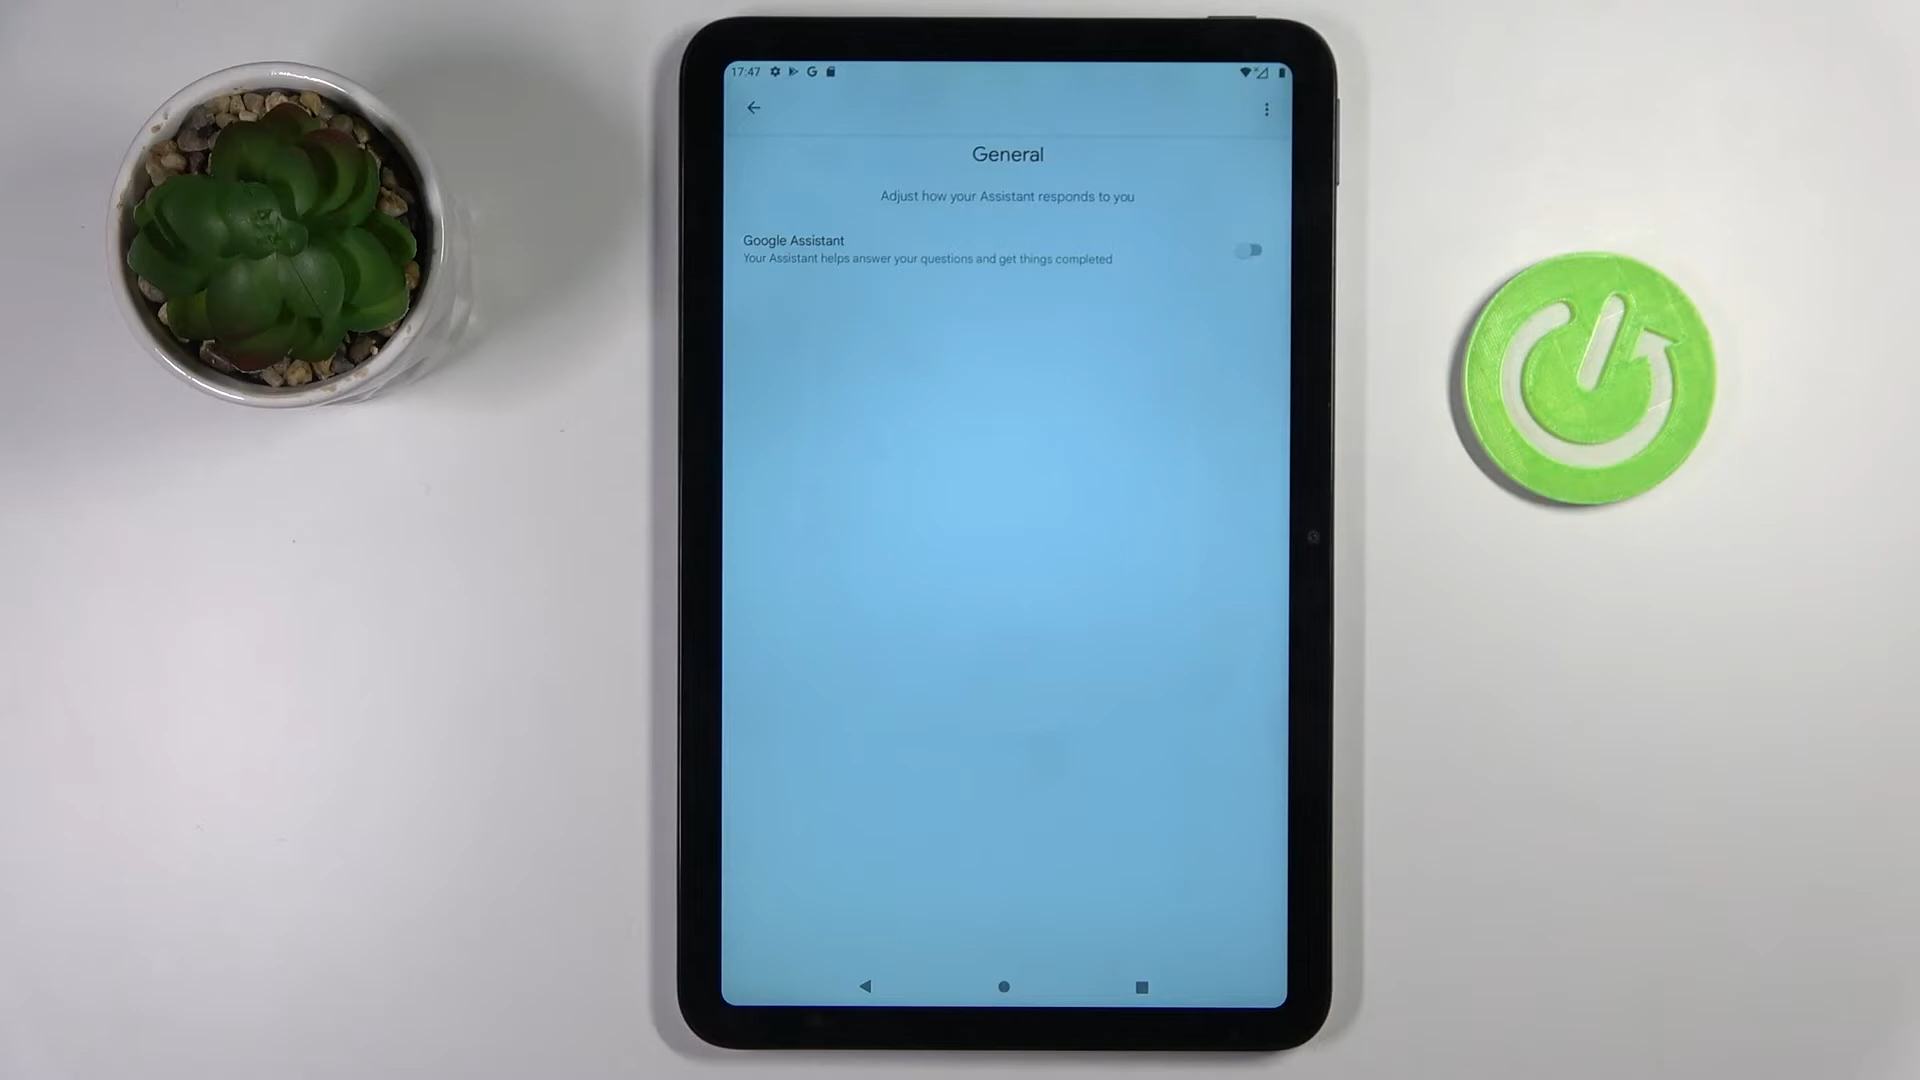 17:47
General
Adjust how your Assistant responds to you
Google Assistant
Your Assistant helps answer your questions and get things completed